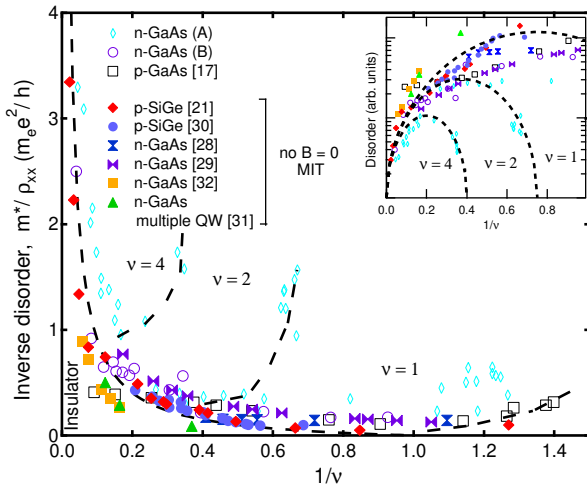 4
3
2
1
0
Inverse disorder, m*/ρxx (mee²/ h)
n-GaAs (A)
n-GaAs (B)
p-GaAs [17]
p-SiGe [21]
p-SiGe [30]
n-GaAs [28]
n-GaAs [29]
n-GaAs [32]
n-GaAs
multiple QW [31]
no B = 0
MIT
ν = 4
ν = 2
ν = 1
Insulator
0.0 0.2 0.4 0.6 0.8 1.0 1.2 1.4
1/ν
Disorder (arb. units)
ν = 4
ν = 2
ν = 1
0.0 0.2 0.4 0.6 0.8
1/ν